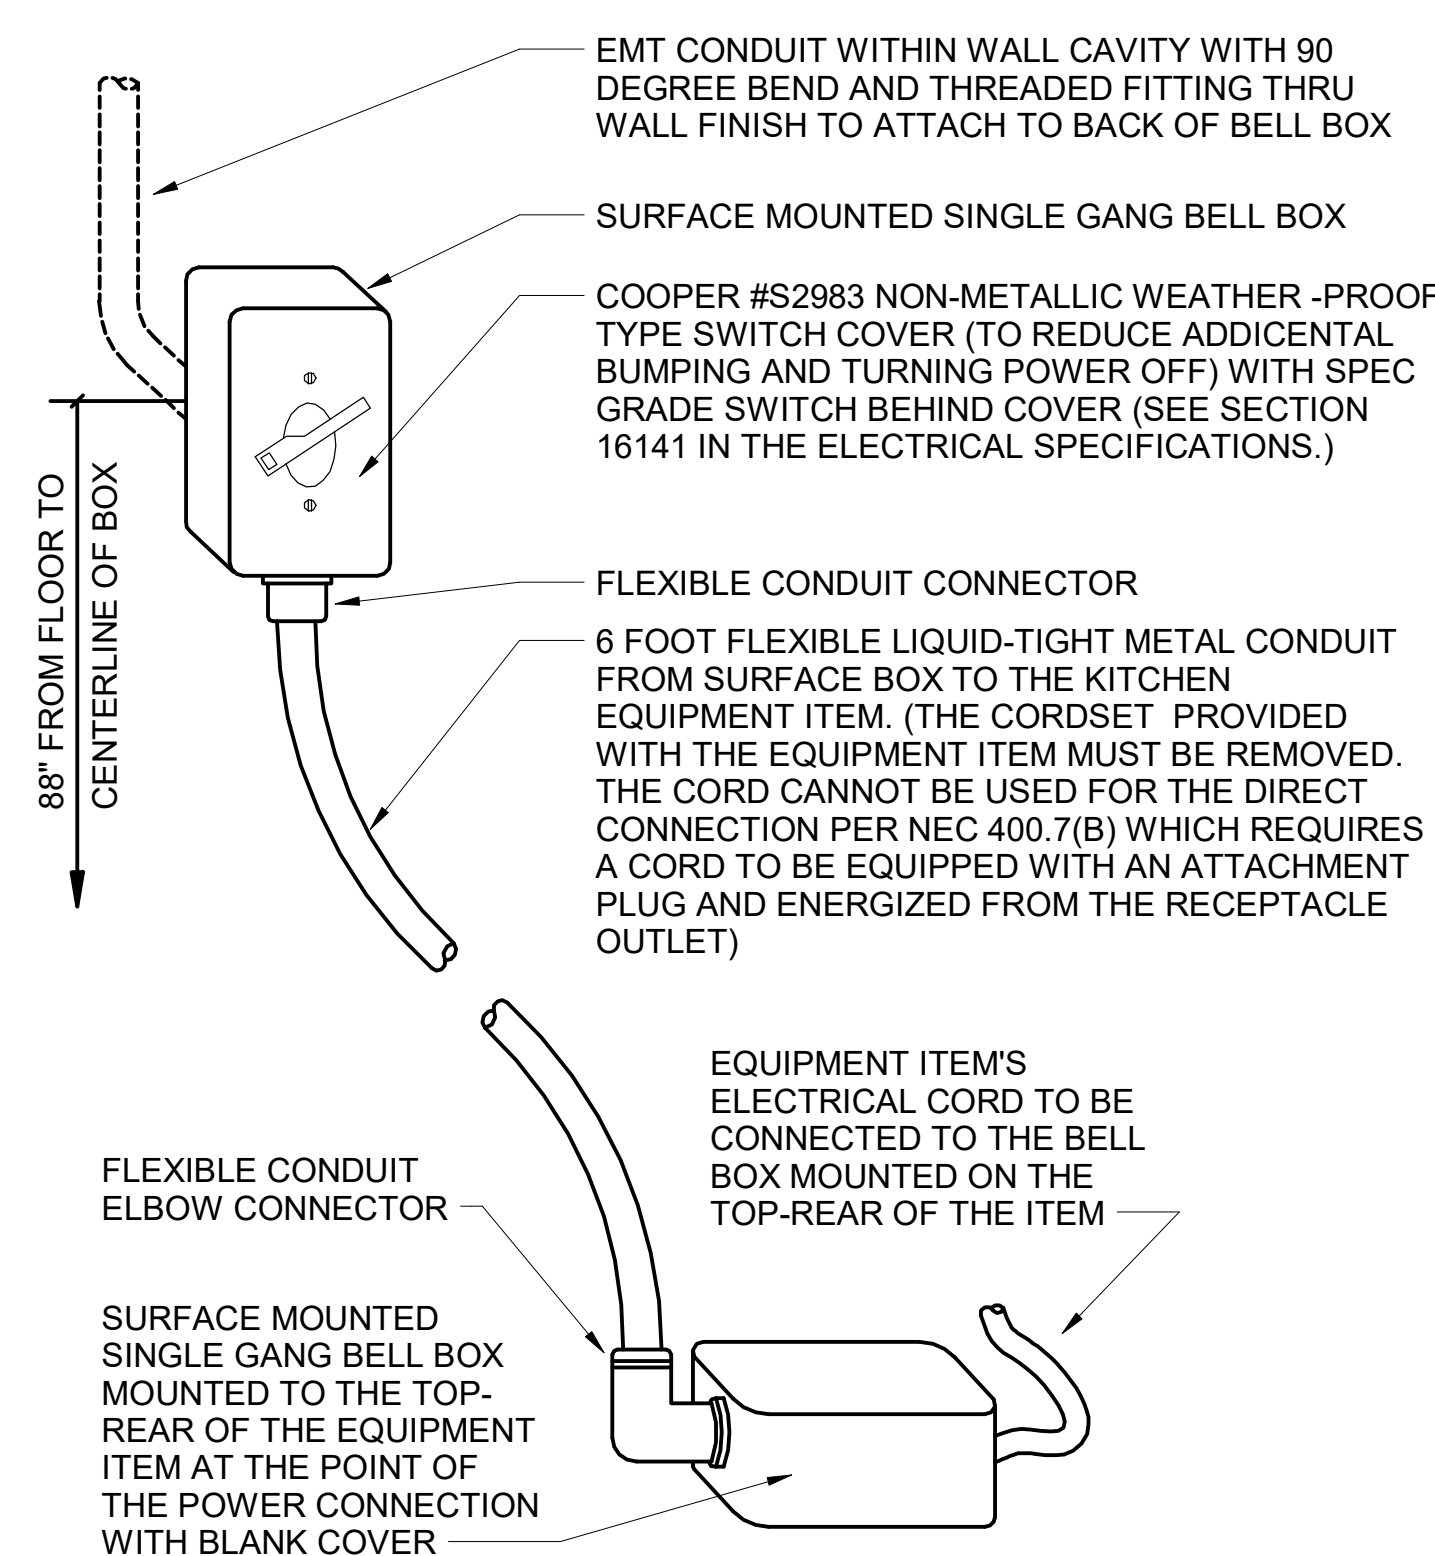 EMT CONDUIT WITHIN WALL CAVITY WITH 90
DEGREE BEND AND THREADED FITTING THRU
WALL FINISH TO ATTACH TO BACK OF BELL BOX
SURFACE MOUNTED SINGLE GANG BELL BOX
COOPER #S2983 NON-METALLIC WEATHER -PROOF
TYPE SWITCH COVER (TO REDUCE ADDICENTAL
BUMPING AND TURNING POWER OFF) WITH SPEC
GRADE SWITCH BEHIND COVER (SEE SECTION
16141 IN THE ELECTRICAL SPECIFICATIONS.)
88" FROM FLOOR TO
CENTERLINE OF BOX
FLEXIBLE CONDUIT CONNECTOR
6 FOOT FLEXIBLE LIQUID-TIGHT METAL CONDUIT
FROM SURFACE BOX TO THE KITCHEN
EQUIPMENT ITEM. (THE CORDSET PROVIDED
WITH THE EQUIPMENT ITEM MUST BE REMOVED.
THE CORD CANNOT BE USED FOR THE DIRECT
CONNECTION PER NEC 400.7(B) WHICH REQUIRES
A CORD TO BE EQUIPPED WITH AN ATTACHMENT
PLUG AND ENERGIZED FROM THE RECEPTACLE
OUTLET)
EQUIPMENT ITEM'S
ELECTRICAL CORD TO BE
CONNECTED TO THE BELL
BOX MOUNTED ON THE
TOP-REAR OF THE ITEM
FLEXIBLE CONDUIT
ELBOW CONNECTOR
SURFACE MOUNTED
SINGLE GANG BELL BOX
MOUNTED TO THE TOP-
REAR OF THE EQUIPMENT
ITEM AT THE POINT OF
THE POWER CONNECTION
WITH BLANK COVER